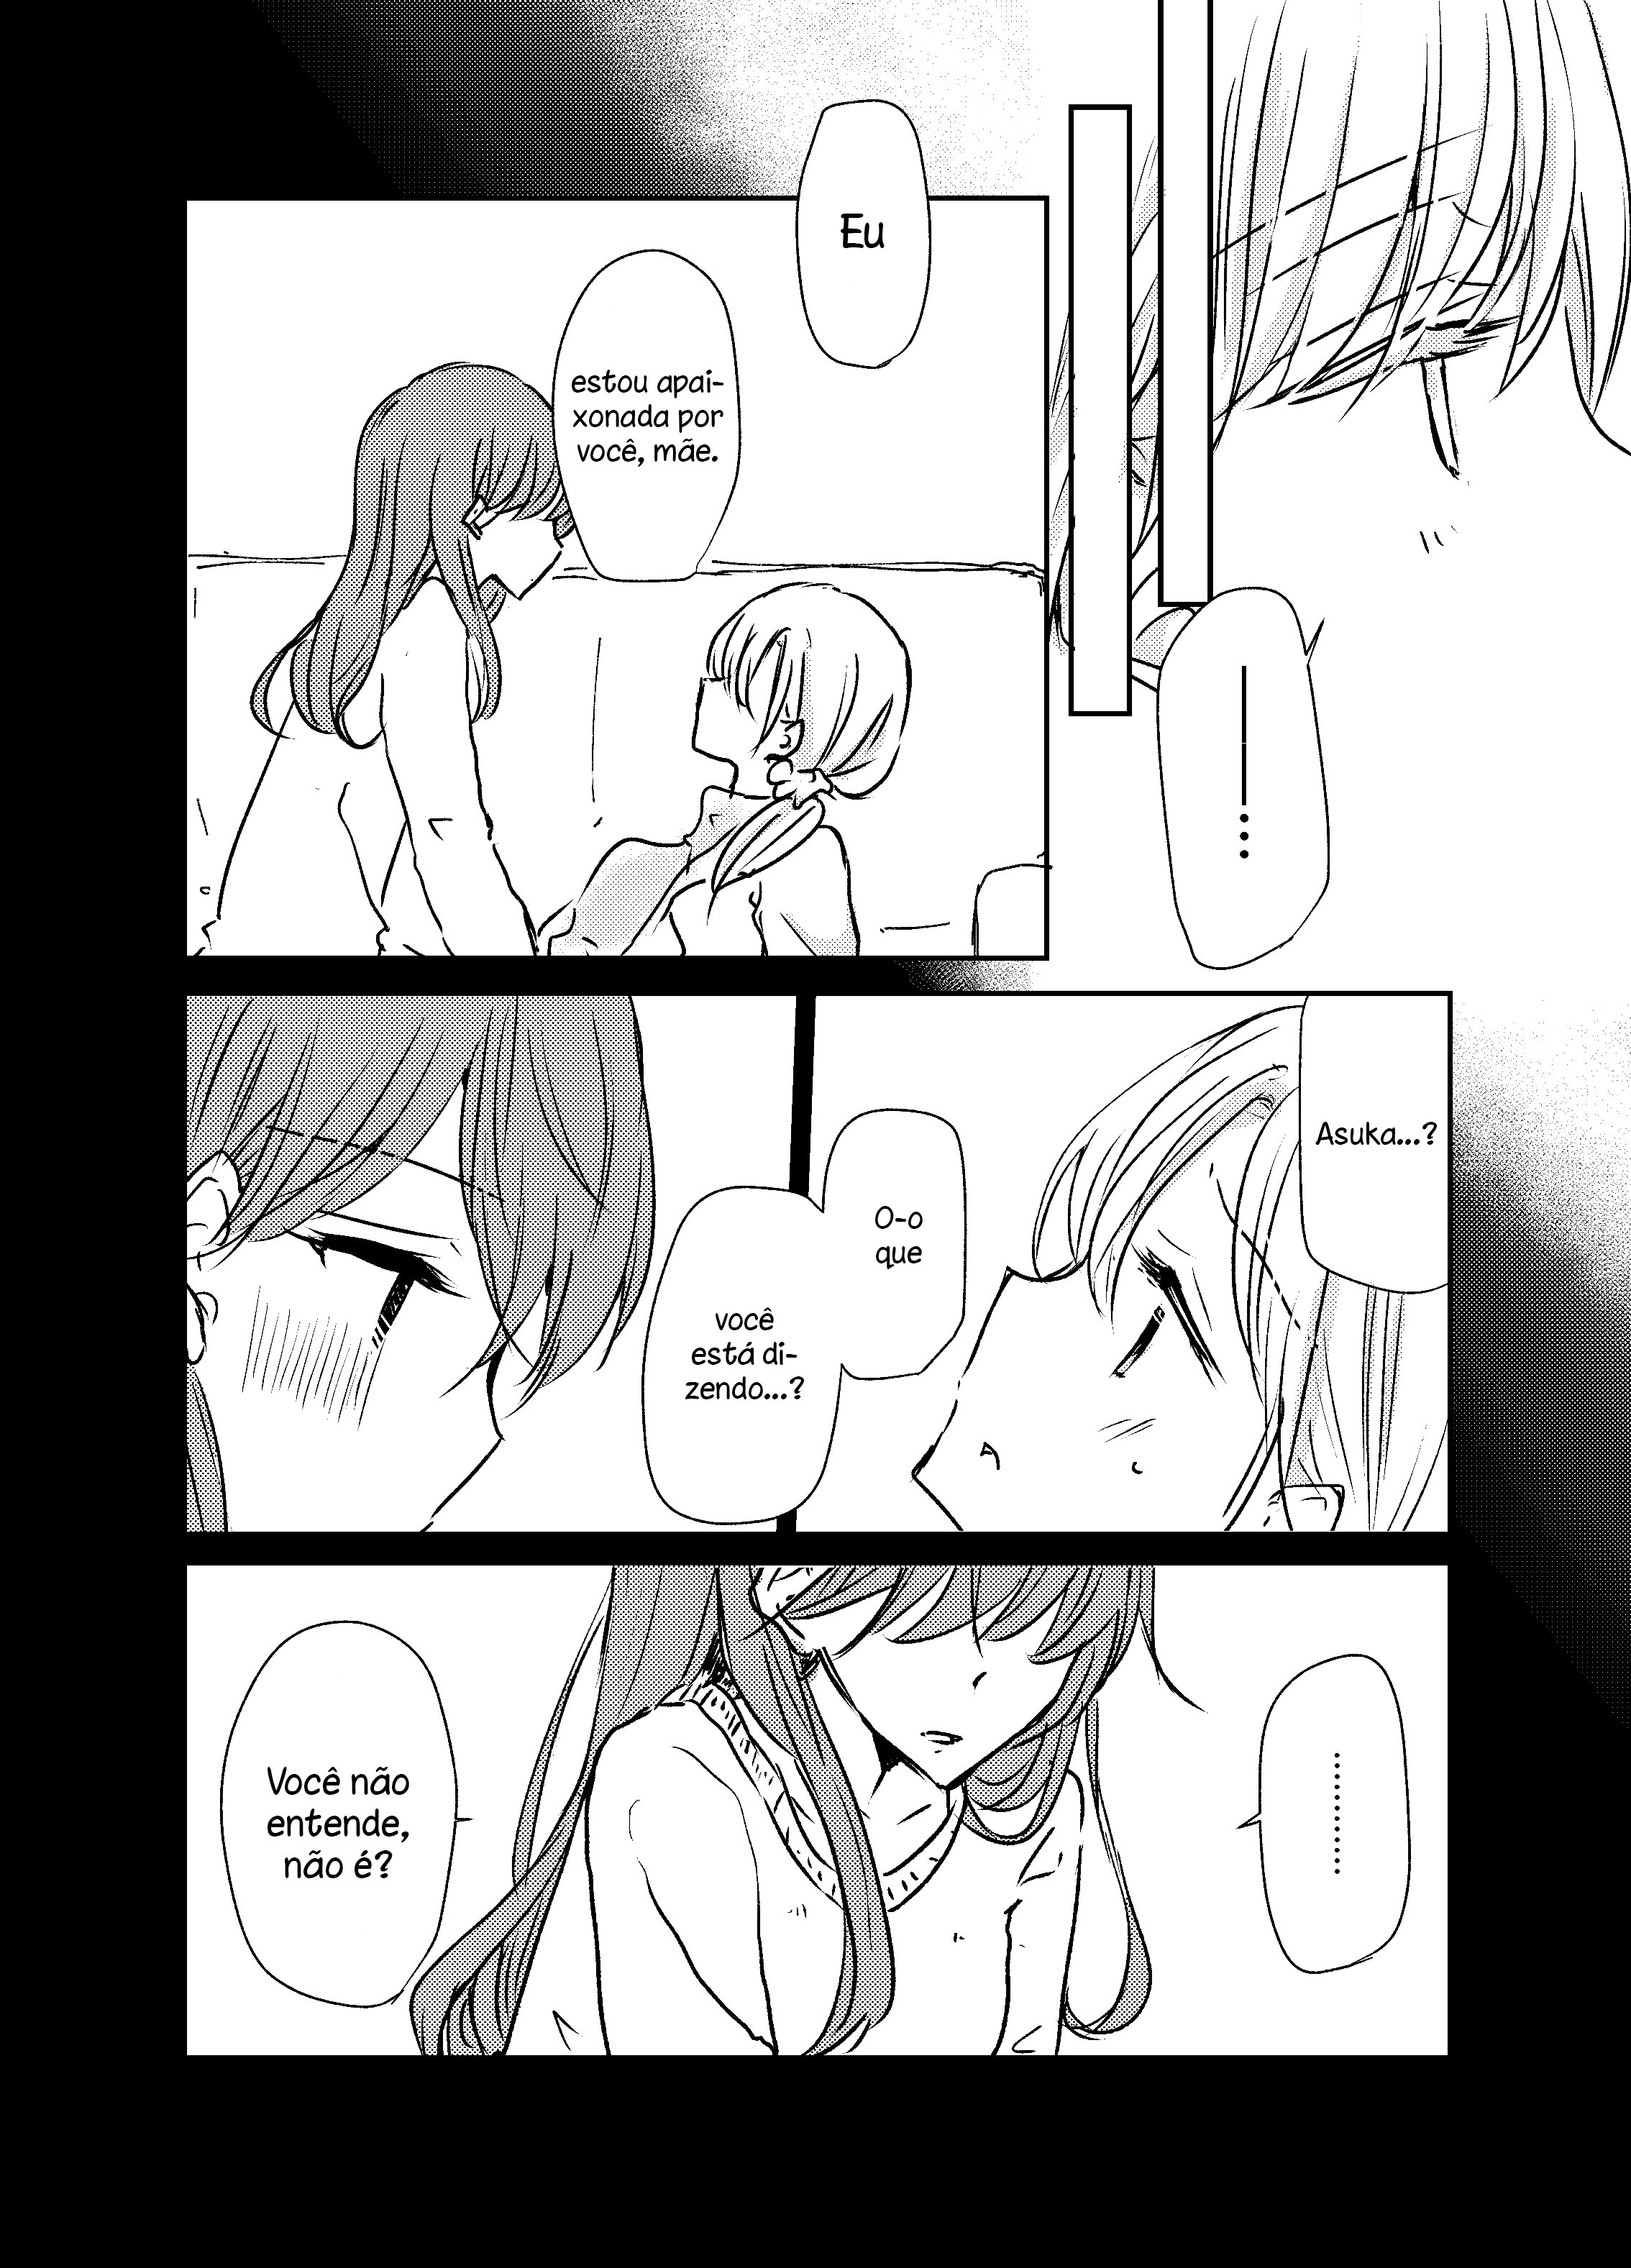 ―……
Eu
estou apai-
xonada por
você, mãe.
Asuka...?
O-o
que
você
está di-
zendo...?
..........
Você não
entende,
não é?